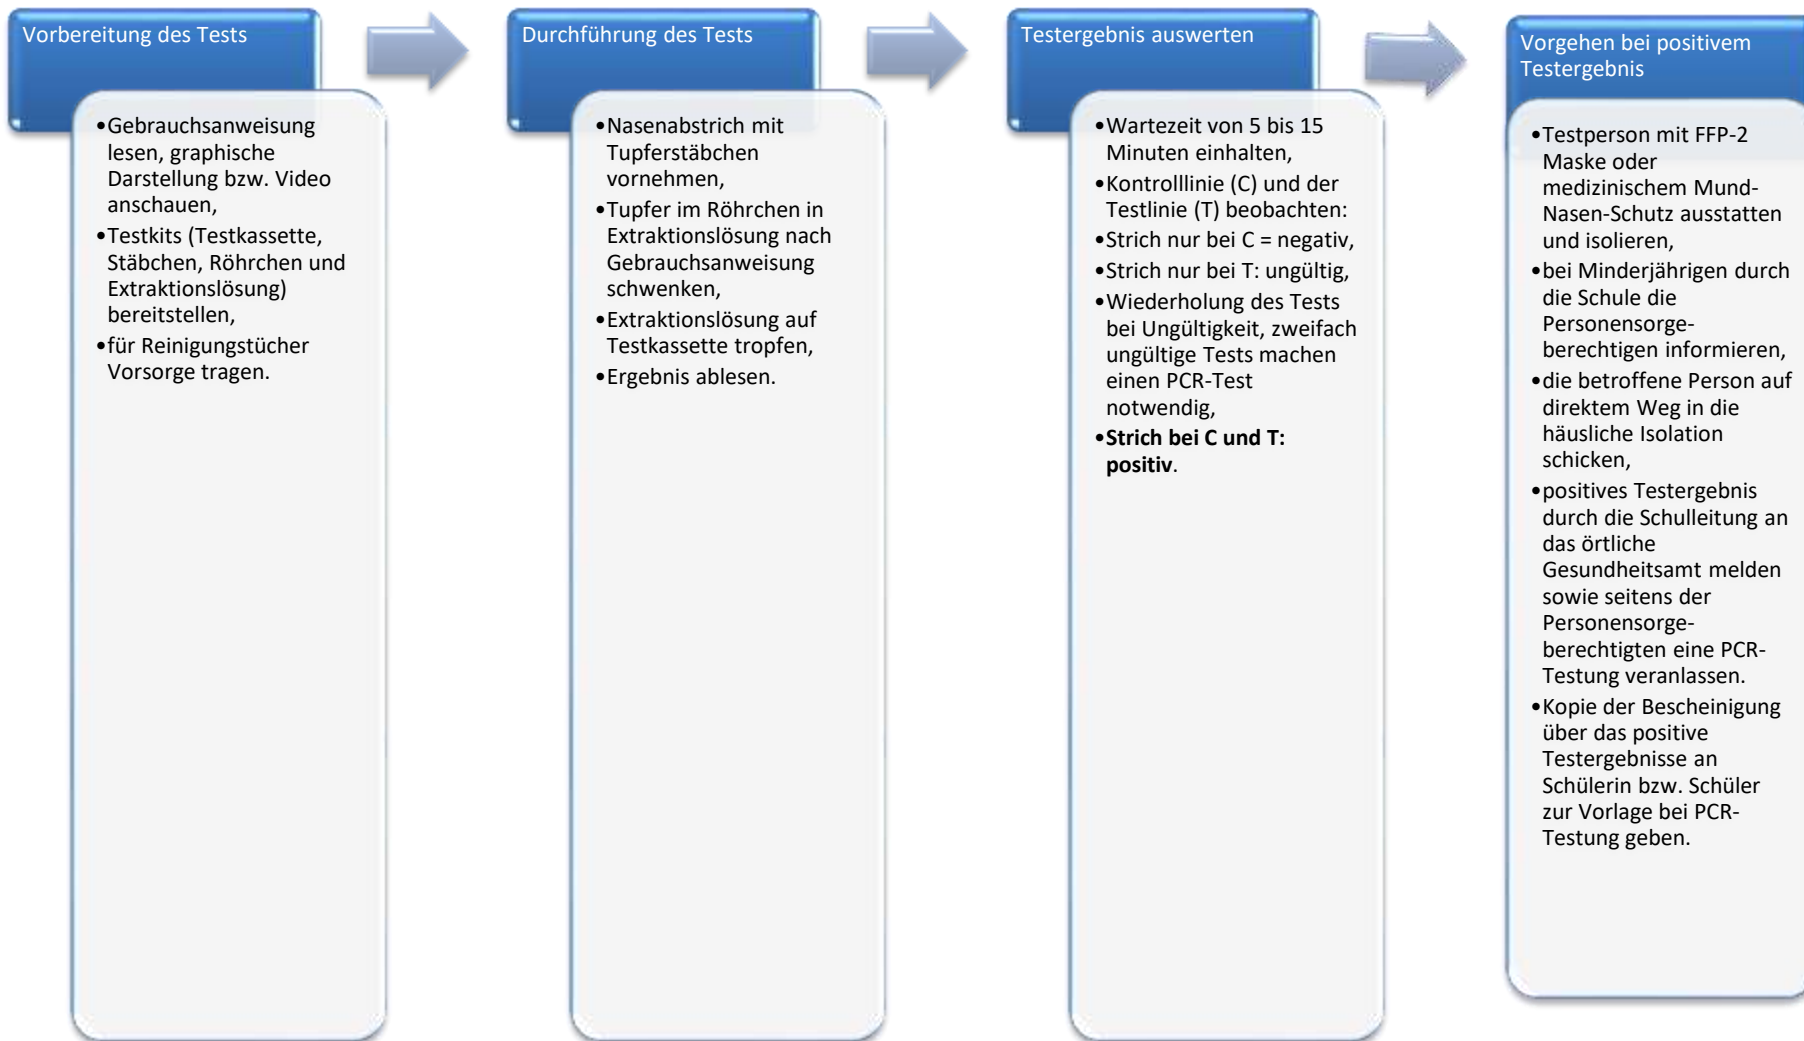 Vorbereitung des Tests
•Gebrauchsanweisung
lesen, graphische
Darstellung bzw. Video
anschauen,
•Testkits (Testkassette,
Stäbchen, Röhrchen und
Extraktionslösung)
bereitstellen,
•für Reinigungstücher
Vorsorge tragen.
Durchführung des Tests
•Nasenabstrich mit
Tupferstäbchen
vornehmen,
•Tupfer im Röhrchen in
Extraktionslösung nach
Gebrauchsanweisung
schwenken,
•Extraktionslösung auf
Testkassette tropfen,
•Ergebnis ablesen.
Testergebnis auswerten
•Wartezeit von 5 bis 15
Minuten einhalten,
•Kontrolllinie (C) und der
Testlinie (T) beobachten:
•Strich nur bei C = negativ,
•Strich nur bei T: ungültig,
•Wiederholung des Tests
bei Ungültigkeit, zweifach
ungültige Tests machen
einen PCR-Test
notwendig,
•Strich bei C und T:
positiv.
Vorgehen bei positivem
Testergebnis
•Testperson mit FFP-2
Maske oder
medizinischem Mund-
Nasen-Schutz ausstatten
und isolieren,
•bei Minderjährigen durch
die Schule die
Personensorge-
berechtigen informieren,
•die betroffene Person auf
direktem Weg in die
häusliche Isolation
schicken,
•positives Testergebnis
durch die Schulleitung an
das örtliche
Gesundheitsamt melden
sowie seitens der
Personensorge-
berechtigten eine PCR-
Testung veranlassen.
•Kopie der Bescheinigung
über das positive
Testergebnisse an
Schülerin bzw. Schüler
zur Vorlage bei PCR-
Testung geben.